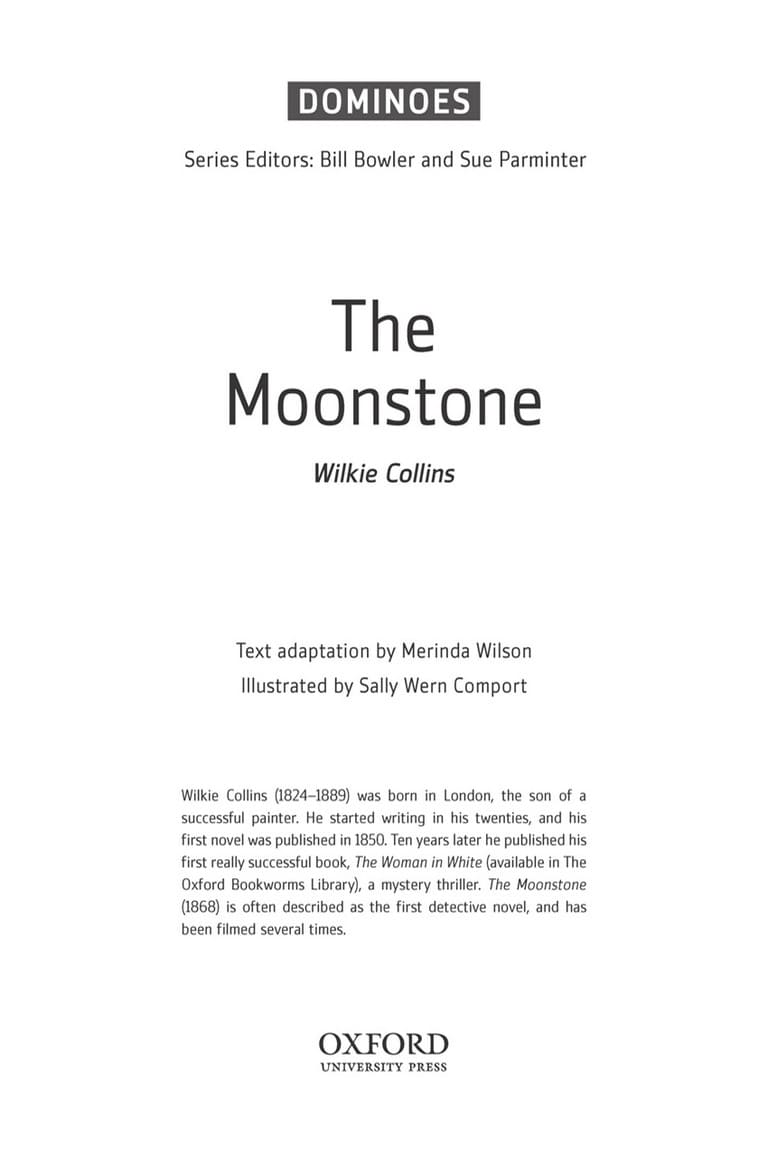 DOMINOES
Series Editors: Bill Bowler and Sue Parminter
The
Moonstone
Wilkie Collins
Text adaptation by Merinda Wilson
Illustrated by Sally Wern Comport
Wilkie Collins (1824–1889) was born in London, the son of a
successful painter. He started writing in his twenties, and his
first novel was published in 1850. Ten years later he published his
first really successful book, The Woman in White (available in The
Oxford Bookworms Library), a mystery thriller. The Moonstone
(1868) is often described as the first detective novel, and has
been filmed several times.
OXFORD
UNIVERSITY PRESS